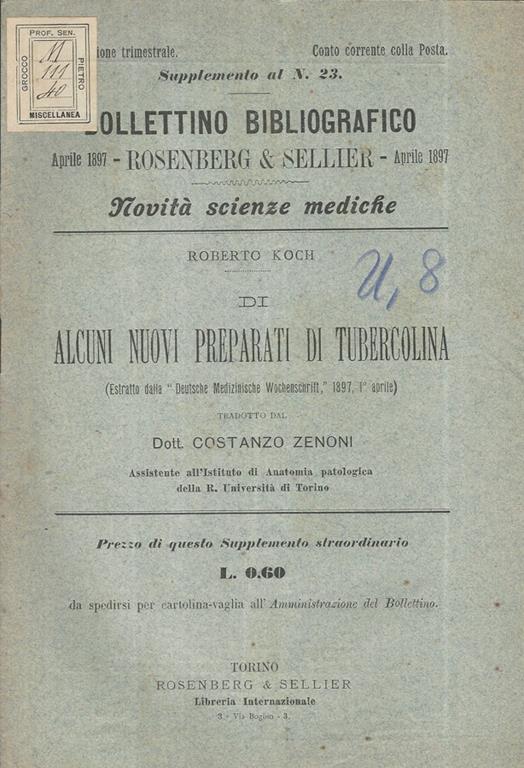 PROF. SEN.
GROCCO
PIETRO
M
111
40
MISCELLANEA
ione trimestrale.
Conto corrente colla Posta.
Supplemento al N. 23.
BOLLETTINO BIBLIOGRAFICO
Aprile 1897 - ROSENBERG & SELLIER - Aprile 1897
Novità scienze mediche
ROBERTO KOCH
U, 8
DI
ALCUNI NUOVI PREPARATI DI TUBERCOLINA
(Estratto dalla " Deutsche Medizinische Wochenschrift," 1897, 1° aprile)
TRADOTTO DAL
Dott. COSTANZO ZENONI
Assistente all'Istituto di Anatomia patologica
della R. Università di Torino
Prezzo di questo Supplemento straordinario
L. 0.60
da spedirsi per cartolina-vaglia all'Amministrazione del Bollettino.
TORINO
ROSENBERG & SELLIER
Libreria Internazionale
3 - Via Bogino - 3.